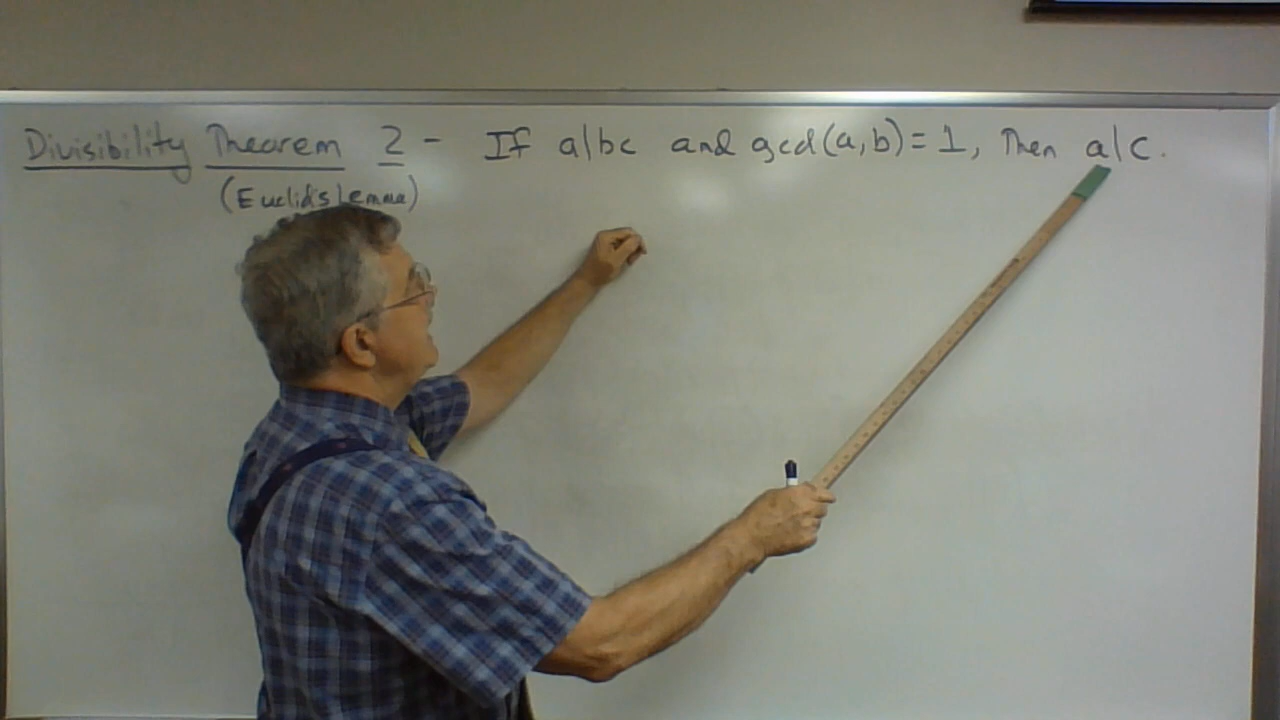 Divisibility Theorem 2 - If a|bc and gcd(a,b)=1, Then a|c.
(Euclid's Lemma)